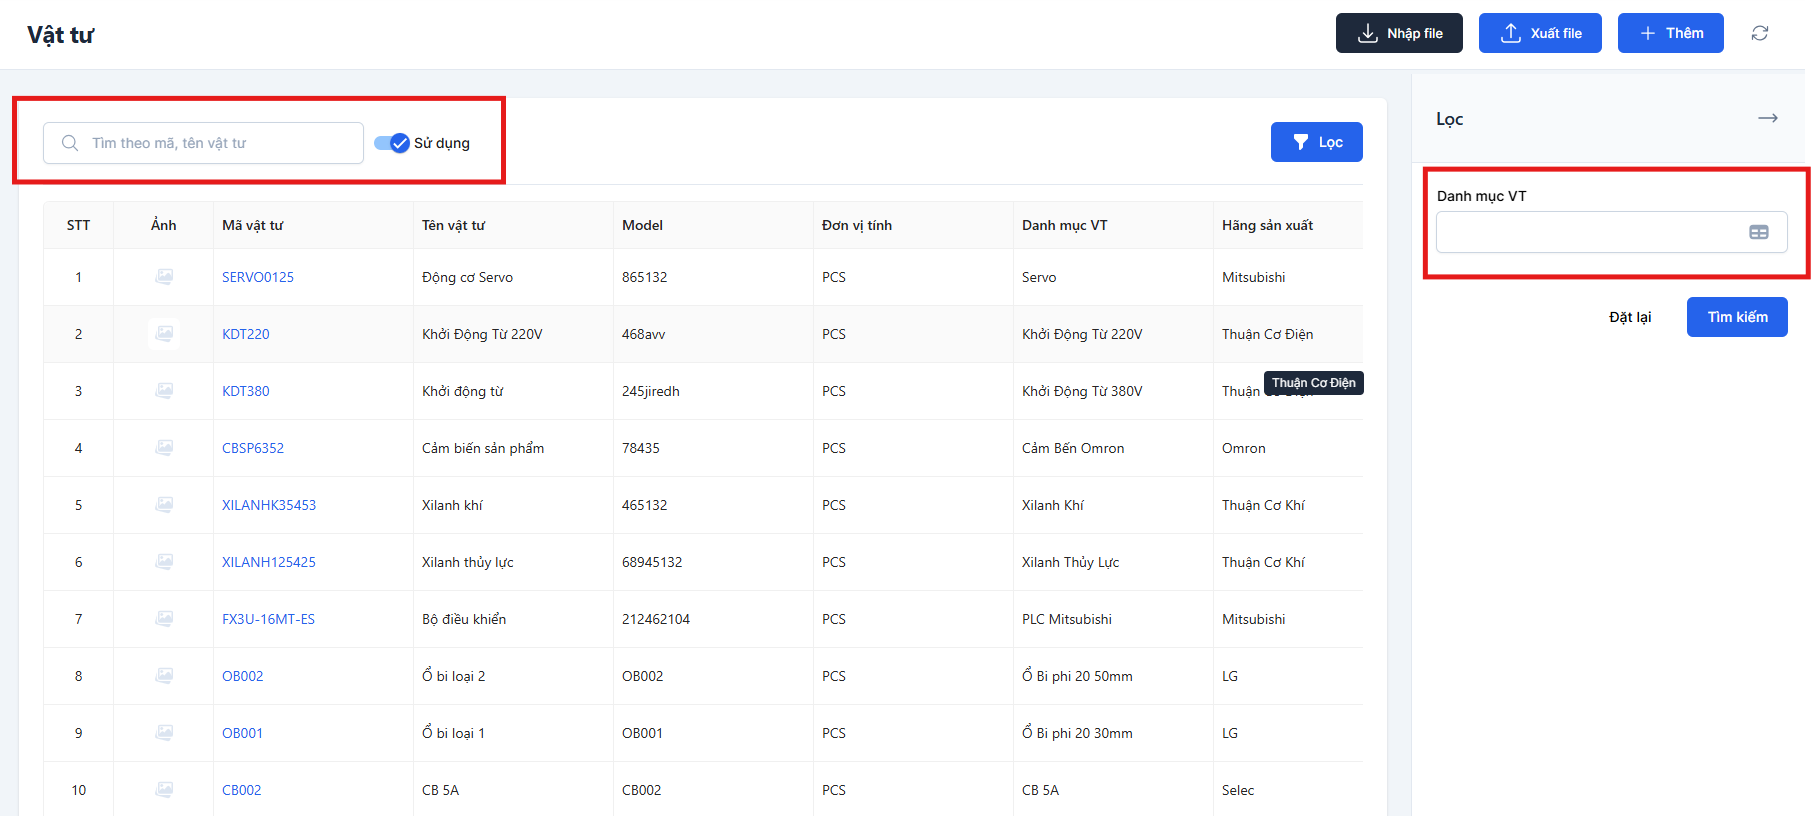 Vật tư
Nhập file
Xuất file
Thêm
Tìm theo mã, tên vật tư
Sử dụng
Lọc
STT Ảnh Mã vật tư Tên vật tư Model Đơn vị tính Danh mục VT Hãng sản xuất
1 SERVO0125 Động cơ Servo 865132 PCS Servo Mitsubishi
2 KDT220 Khởi Động Từ 220V 468avv PCS Khởi Động Từ 220V Thuận Cơ Điện
Thuận Cơ Điện
3 KDT380 Khởi động từ 245jiredh PCS Khởi Động Từ 380V Thuận
4 CBSP6352 Cảm biến sản phẩm 78435 PCS Cảm Bến Omron Omron
5 XILANHK35453 Xilanh khí 465132 PCS Xilanh Khí Thuận Cơ Khí
6 XILANH125425 Xilanh thủy lực 68945132 PCS Xilanh Thủy Lực Thuận Cơ Khí
7 FX3U-16MT-ES Bộ điều khiển 212462104 PCS PLC Mitsubishi Mitsubishi
8 OB002 Ổ bi loại 2 OB002 PCS Ổ Bi phi 20 50mm LG
9 OB001 Ổ bi loại 1 OB001 PCS Ổ Bi phi 20 30mm LG
10 CB002 CB 5A CB002 PCS CB 5A Selec
Lọc
Danh mục VT
Đặt lại
Tìm kiếm